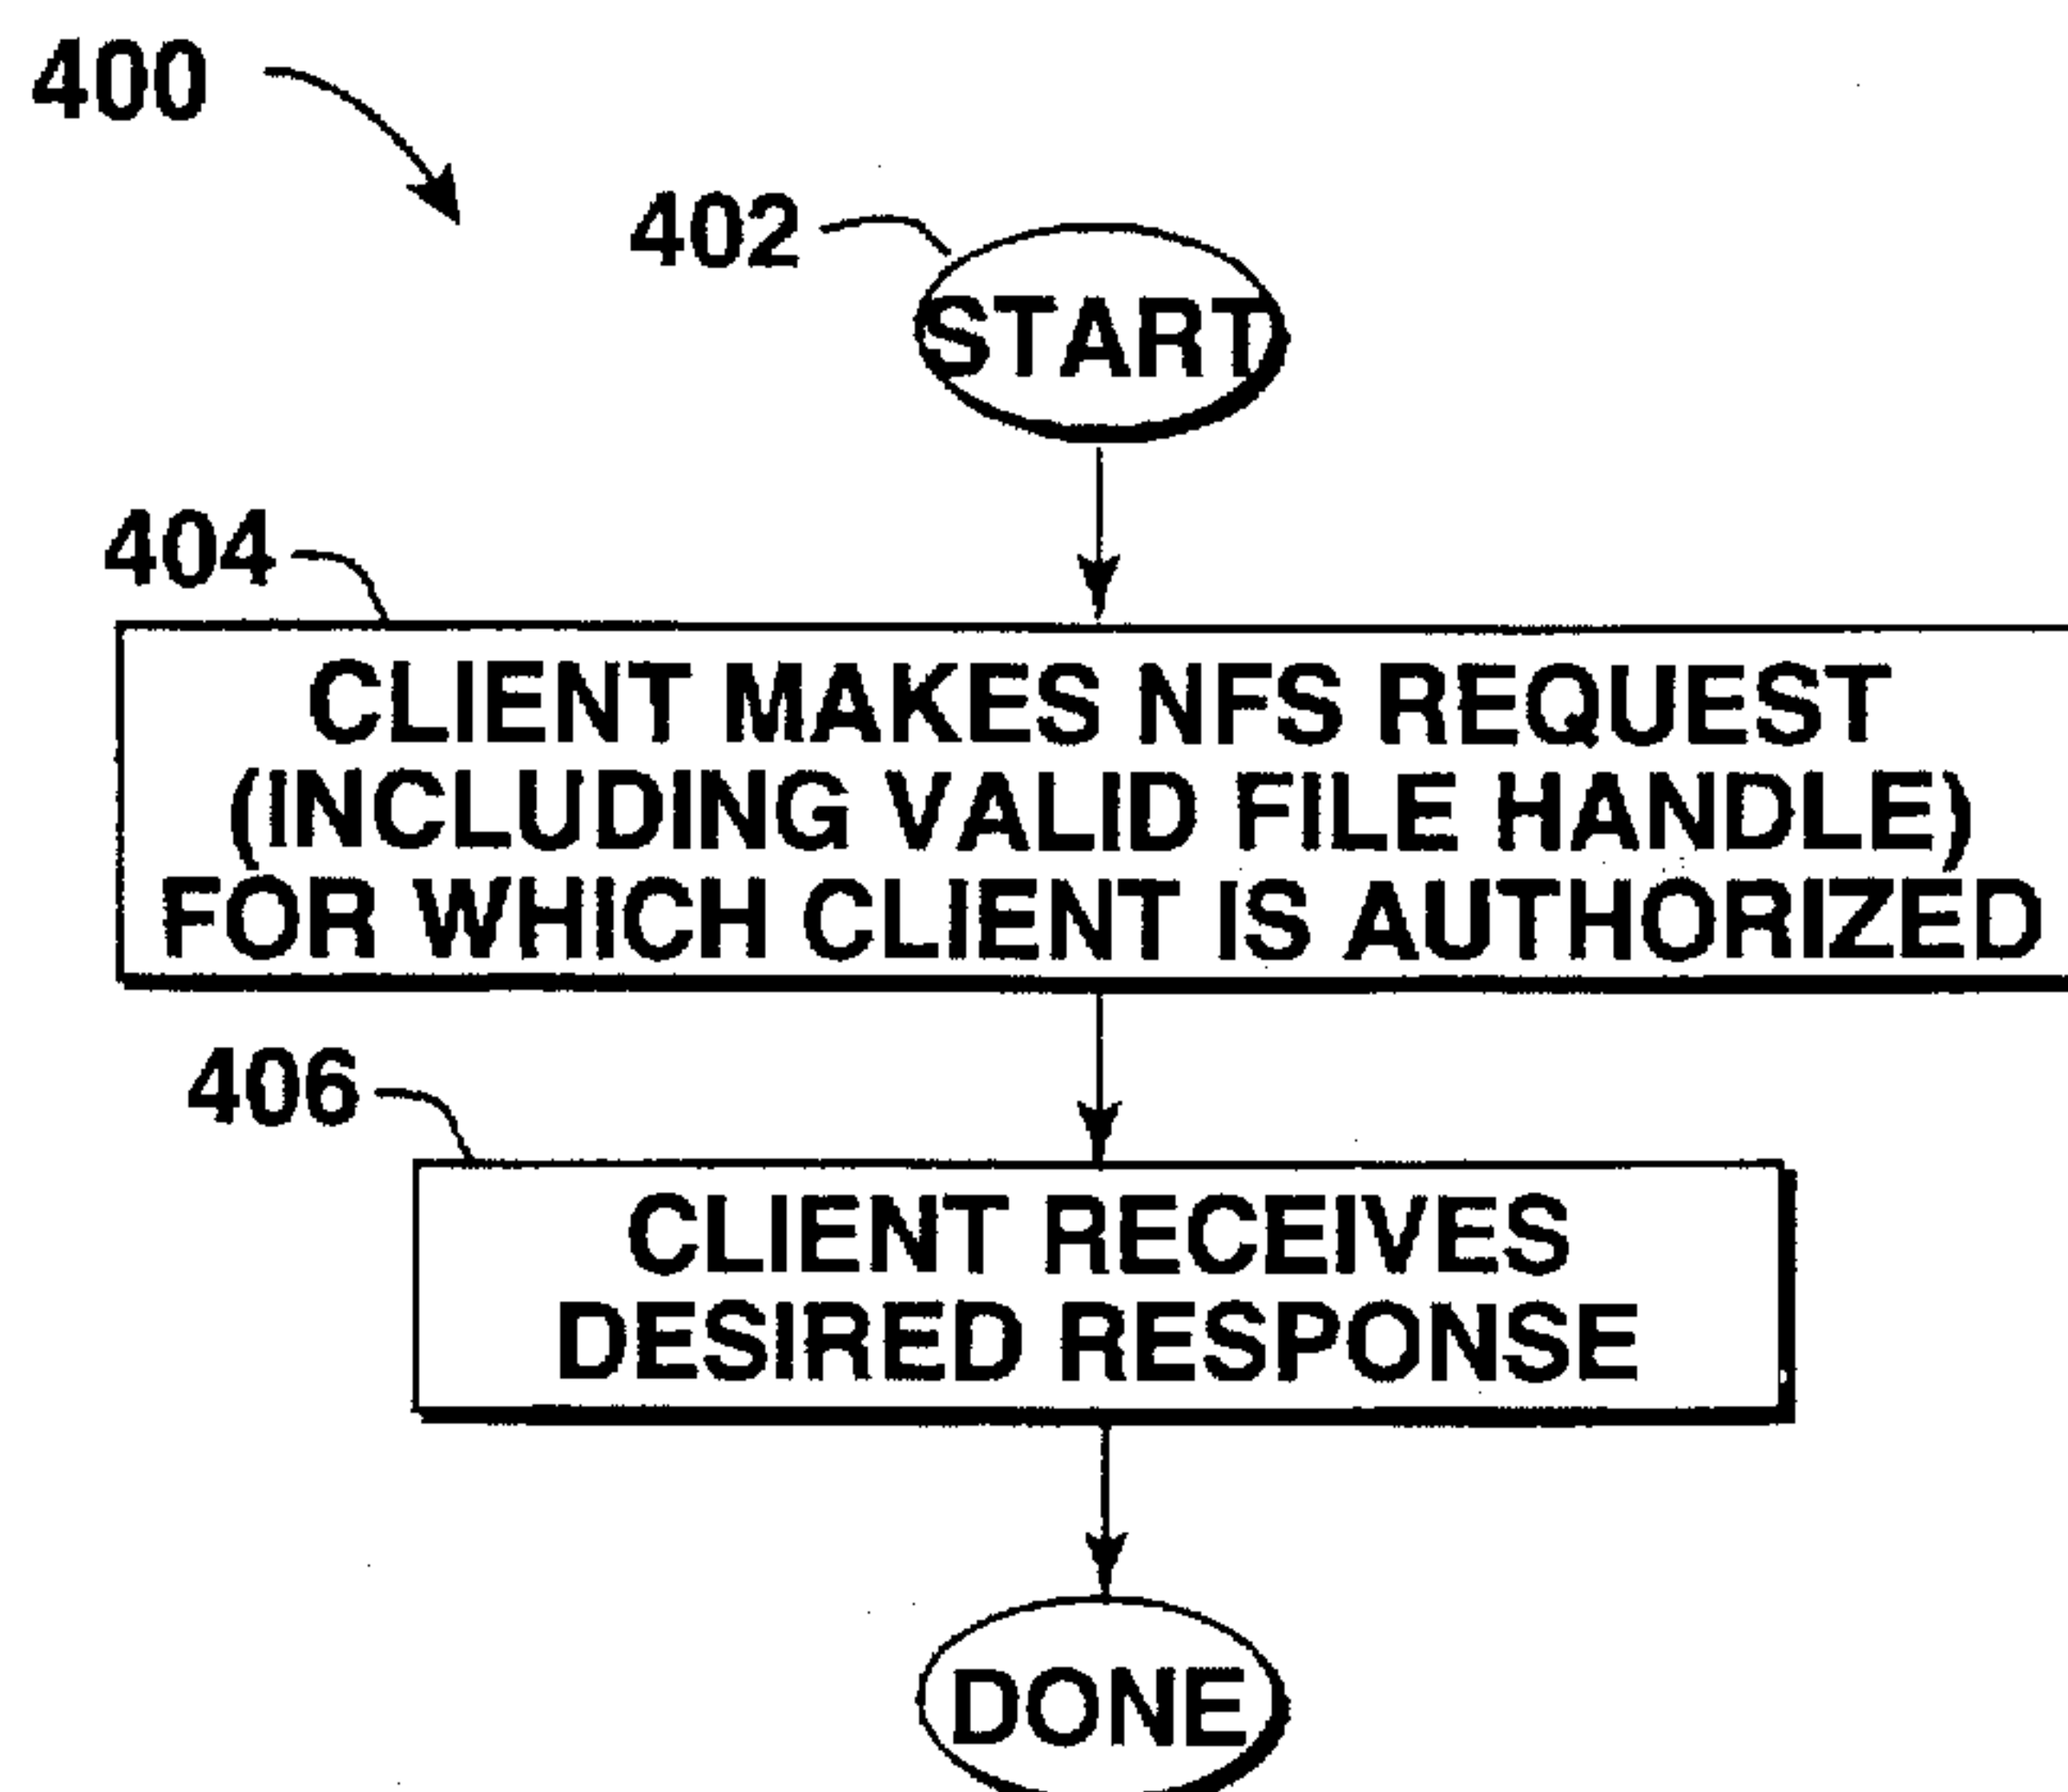 400
402
START
404
CLIENT MAKES NFS REQUEST
(INCLUDING VALID FILE HANDLE)
FOR WHICH CLIENT IS AUTHORIZED
406
CLIENT RECEIVES
DESIRED RESPONSE
DONE